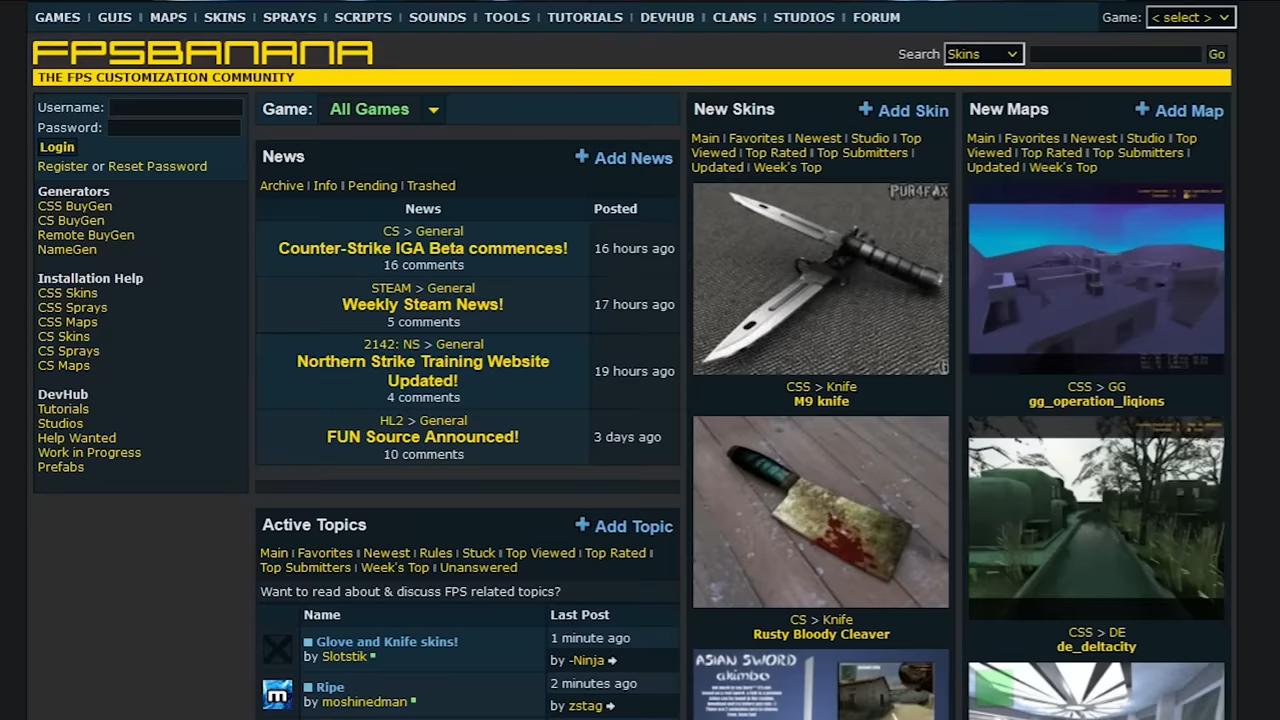 GAMES | GUIS | MAPS | SKINS | SPRAYS | SCRIPTS | SOUNDS | TOOLS | TUTORIALS | DEVHUB | CLANS | STUDIOS | FORUM
Game: < select >
FPSBANANA
Search Skins Go
THE FPS CUSTOMIZATION COMMUNITY
Username:
Password:
Login
Register or Reset Password
Generators
CSS BuyGen
CS BuyGen
Remote BuyGen
NameGen
Installation Help
CSS Skins
CSS Sprays
CSS Maps
CS Skins
CS Sprays
CS Maps
DevHub
Tutorials
Studios
Help Wanted
Work in Progress
Prefabs
Game: All Games
News + Add News
Archive | Info | Pending | Trashed
News Posted
CS > General
Counter-Strike IGA Beta commences!
16 comments
16 hours ago
STEAM > General
Weekly Steam News!
5 comments
17 hours ago
2142: NS > General
Northern Strike Training Website
Updated!
4 comments
19 hours ago
HL2 > General
FUN Source Announced!
10 comments
3 days ago
Active Topics + Add Topic
Main | Favorites | Newest | Rules | Stuck | Top Viewed | Top Rated |
Top Submitters | Week's Top | Unanswered
Want to read about & discuss FPS related topics?
Name Last Post
Glove and Knife skins!
by Slotstik
1 minute ago
by -Ninja
Ripe
by moshinedman
2 minutes ago
by zstag
New Skins + Add Skin
Main | Favorites | Newest | Studio | Top
Viewed | Top Rated | Top Submitters |
Updated | Week's Top
PUR4FAX
CSS > Knife
M9 knife
CS > Knife
Rusty Bloody Cleaver
ASIAN SWORD
akimbo
New Maps + Add Map
Main | Favorites | Newest | Studio | Top
Viewed | Top Rated | Top Submitters |
Updated | Week's Top
CSS > GG
gg_operation_liqions
CSS > DE
de_deltacity